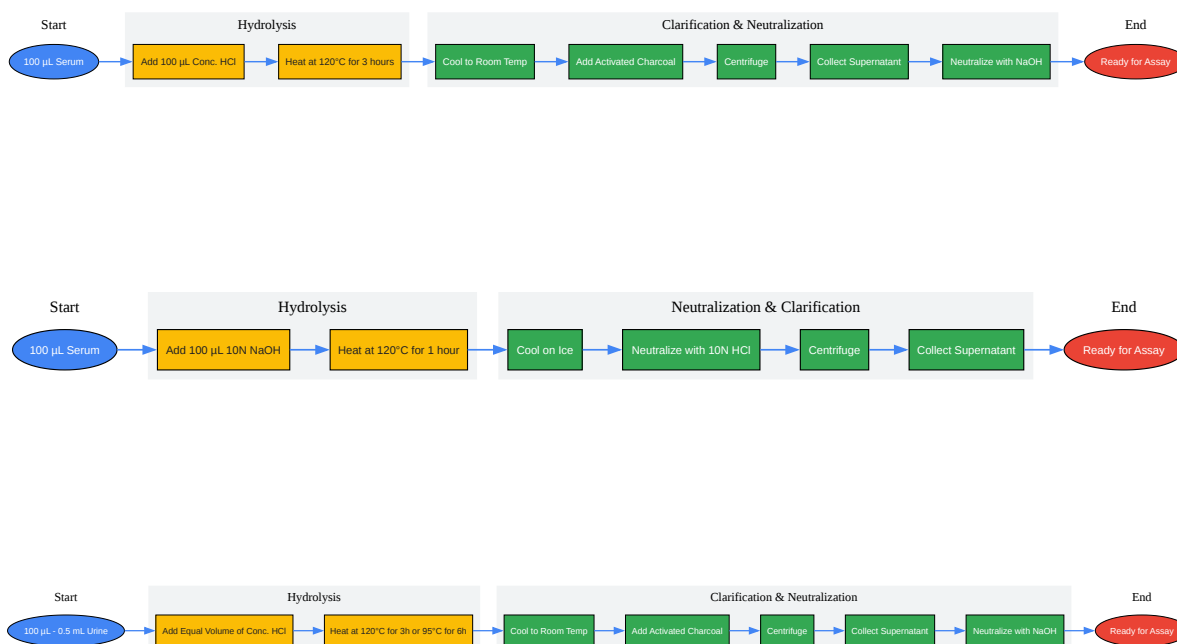 Start
Hydrolysis
Clarification & Neutralization
End
100 µL Serum
Add 100 µL Conc. HCl
Heat at 120°C for 3 hours
Cool to Room Temp
Add Activated Charcoal
Centrifuge
Collect Supernatant
Neutralize with NaOH
Ready for Assay
Start
Hydrolysis
Neutralization & Clarification
End
100 µL Serum
Add 100 µL 10N NaOH
Heat at 120°C for 1 hour
Cool on Ice
Neutralize with 10N HCl
Centrifuge
Collect Supernatant
Ready for Assay
Start
Hydrolysis
Clarification & Neutralization
End
100 µL - 0.5 mL Urine
Add Equal Volume of Conc. HCl
Heat at 120°C for 3h or 95°C for 6h
Cool to Room Temp
Add Activated Charcoal
Centrifuge
Collect Supernatant
Neutralize with NaOH
Ready for Assay